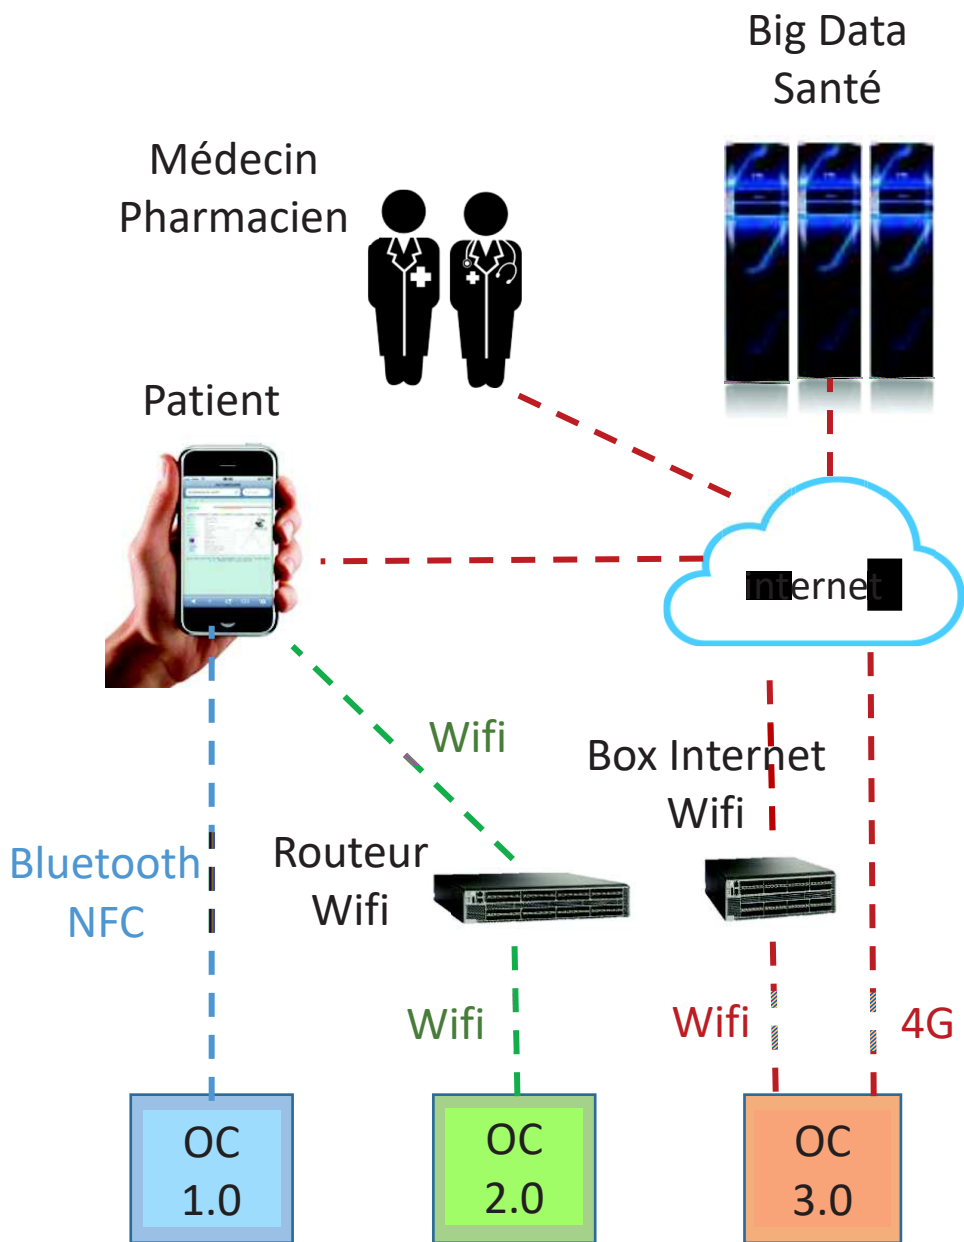 Big Data
Santé
Médecin
Pharmacien
Patient
internet
Wifi
Box Internet
Wifi
Routeur
Wifi
Bluetooth
NFC
Wifi
Wifi
4G
OC
1.0
OC
2.0
OC
3.0